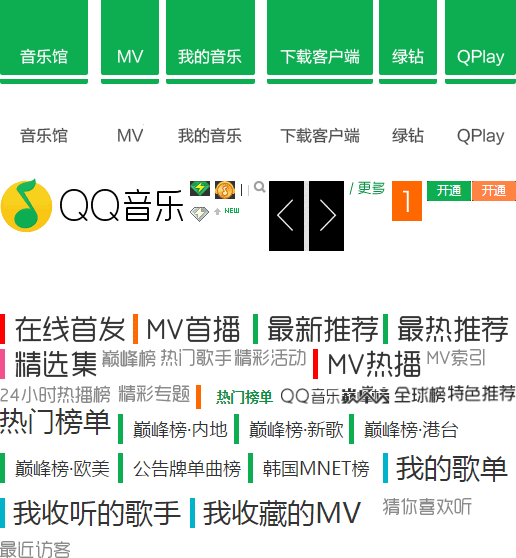 音乐馆 MV 我的音乐 下载客户端 绿钻 QPlay
音乐馆 MV 我的音乐 下载客户端 绿钻 QPlay
QQ音乐 / 更多 1 开通 开通
NEW
在线首发 MV首播 最新推荐 最热推荐
精选集 巅峰榜 热门歌手 精彩活动 MV热播 MV索引
24小时热播榜 精彩专题 热门榜单 QQ音乐巅峰榜 全球榜 特色推荐
热门榜单 巅峰榜·内地 巅峰榜·新歌 巅峰榜·港台
巅峰榜·欧美 公告牌单曲榜 韩国MNET榜 我的歌单
我收听的歌手 我收藏的MV 猜你喜欢听
最近访客